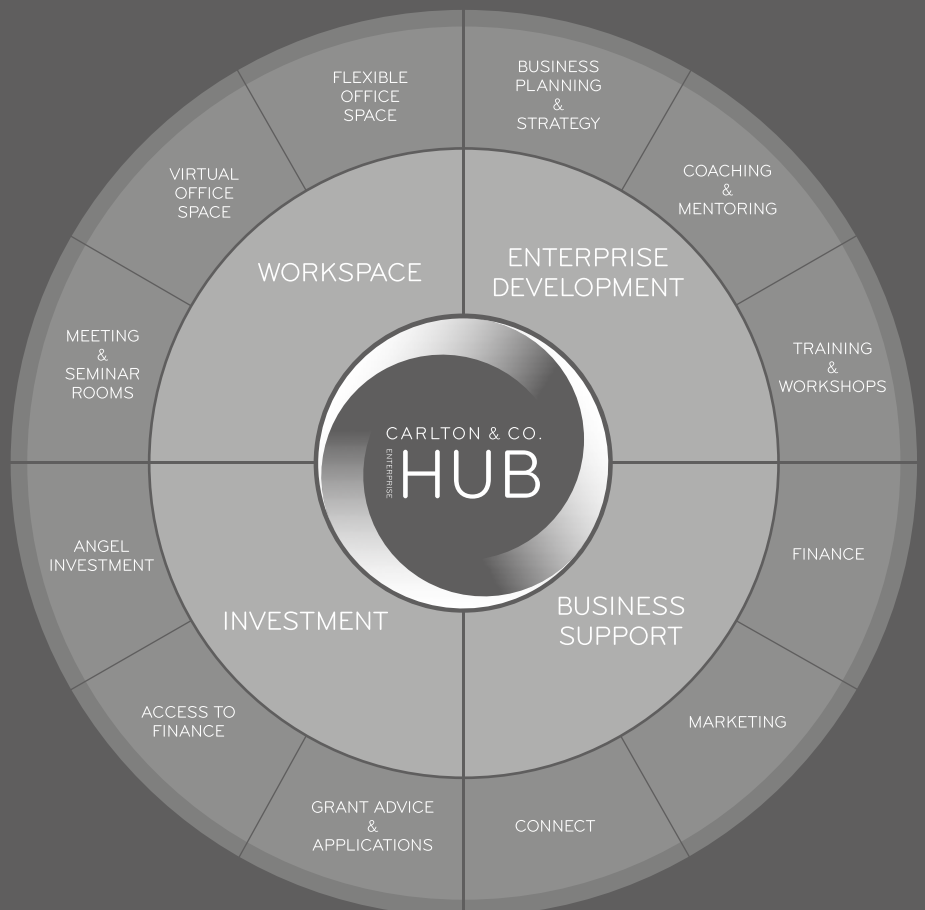 FLEXIBLE
OFFICE
SPACE
BUSINESS
PLANNING
&
STRATEGY
VIRTUAL
OFFICE
SPACE
COACHING
&
MENTORING
WORKSPACE
ENTERPRISE
DEVELOPMENT
MEETING
&
SEMINAR
ROOMS
TRAINING
&
WORKSHOPS
CARLTON & CO.
ENTERPRISE
HUB
ANGEL
INVESTMENT
FINANCE
INVESTMENT
BUSINESS
SUPPORT
ACCESS TO
FINANCE
MARKETING
GRANT ADVICE
&
APPLICATIONS
CONNECT